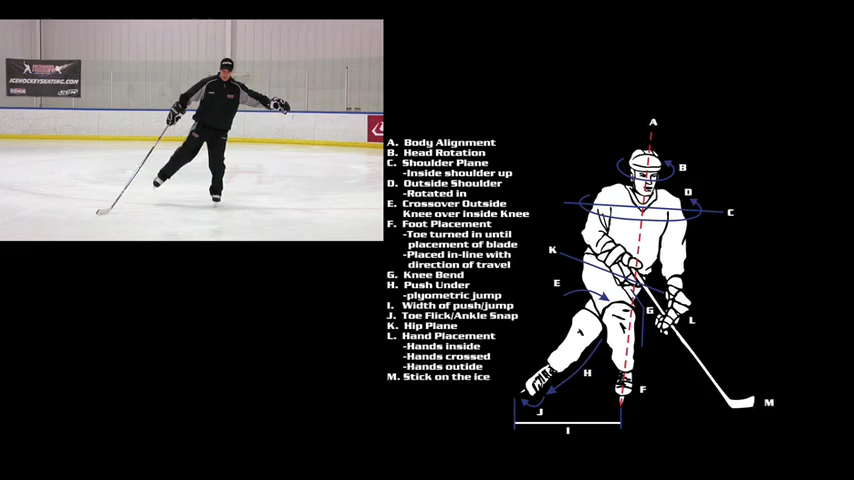 ICEHOCKEYSKATING.COM
A. Body Alignment
B. Head Rotation
C. Shoulder Plane
-Inside shoulder up
D. Outside Shoulder
-Rotated in
E. Crossover Outside
Knee over inside Knee
F. Foot Placement
-Toe turned in until
placement of blade
-Placed in-line with
direction of travel
G. Knee Bend
H. Push Under
-plyometric jump
I. Width of push/jump
J. Toe Flick/Ankle Snap
K. Hip Plane
L. Hand Placement
-Hands inside
-Hands crossed
-Hands outide
M. Stick on the ice
A
B
D
C
K
E
G
L
H
F
M
J
I